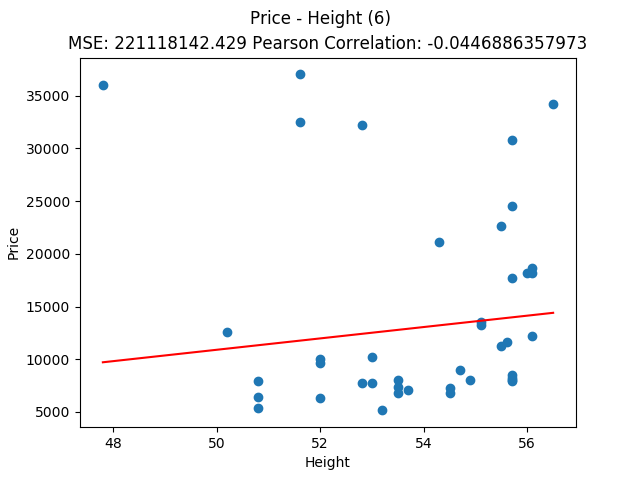 Price - Height (6)
MSE: 221118142.429 Pearson Correlation: -0.0446886357973
35000
30000
25000
20000
15000
10000
5000
Price
48 50 52 54 56
Height